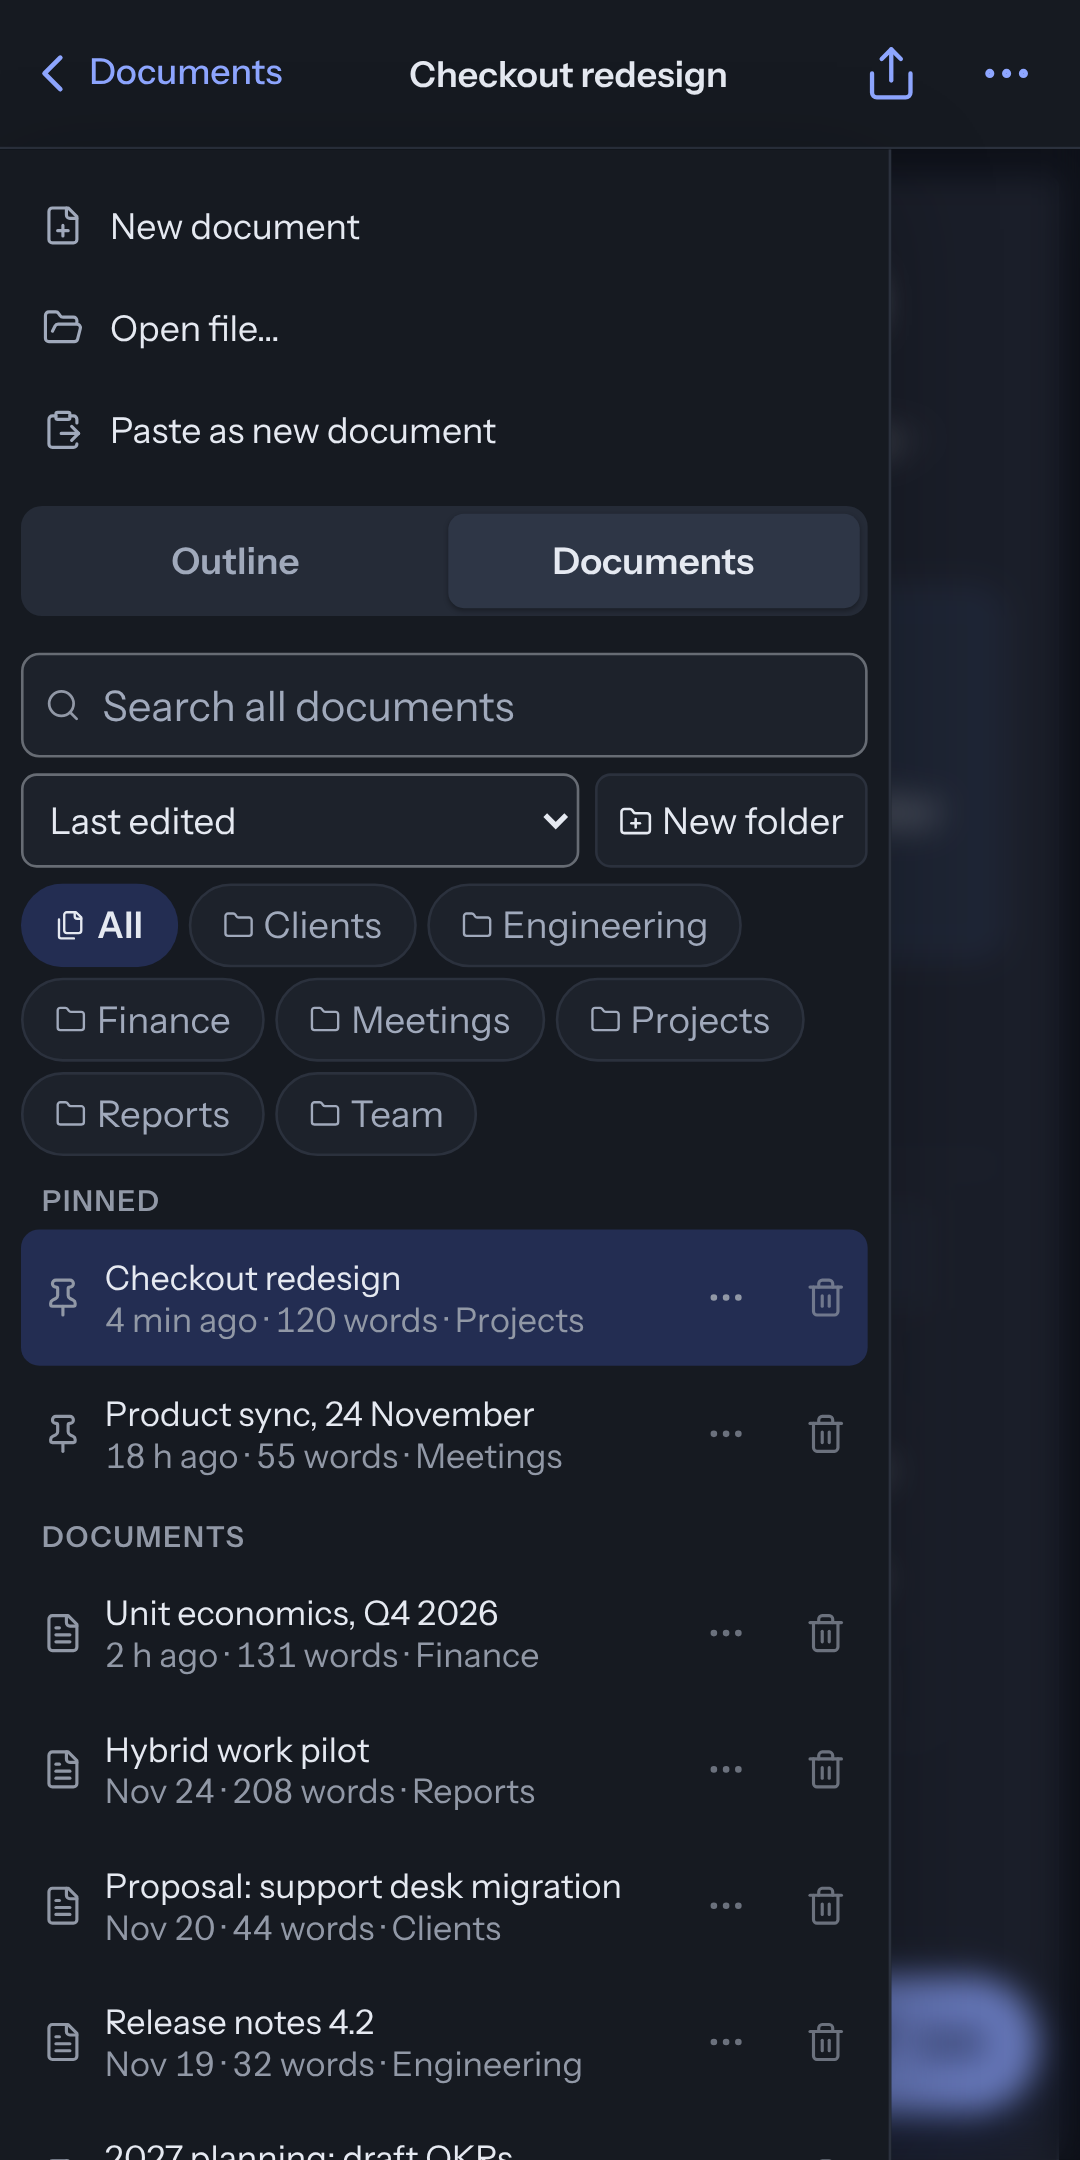 Documents
Checkout redesign
New document
Open file...
Paste as new document
Outline
Documents
Search all documents
Last edited
New folder
All
Clients
Engineering
Finance
Meetings
Projects
Reports
Team
PINNED
Checkout redesign
4 min ago · 120 words · Projects
Product sync, 24 November
18 h ago · 55 words · Meetings
DOCUMENTS
Unit economics, Q4 2026
2 h ago · 131 words · Finance
Hybrid work pilot
Nov 24 · 208 words · Reports
Proposal: support desk migration
Nov 20 · 44 words · Clients
Release notes 4.2
Nov 19 · 32 words · Engineering
2027 planning: draft OKRs